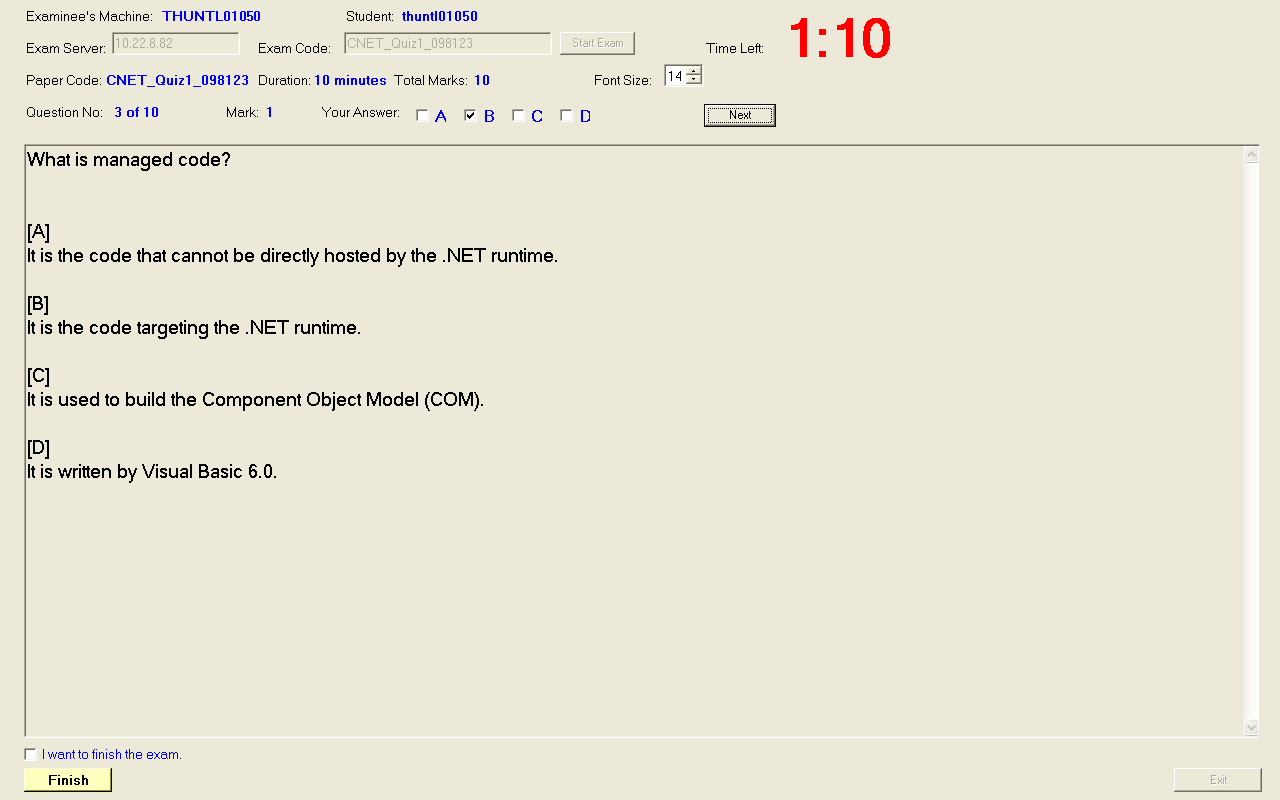 Examinee's Machine: THUNTL01050 Student: thuntl01050
Exam Server: 10.22.8.82 Exam Code: CNET_Quiz1_098123 Start Exam Time Left: 1:10
Paper Code: CNET_Quiz1_098123 Duration: 10 minutes Total Marks: 10 Font Size: 14
Question No: 3 of 10 Mark: 1 Your Answer: A B C D Next
What is managed code?
[A]
It is the code that cannot be directly hosted by the .NET runtime.
[B]
It is the code targeting the .NET runtime.
[C]
It is used to build the Component Object Model (COM).
[D]
It is written by Visual Basic 6.0.
I want to finish the exam.
Finish Exit